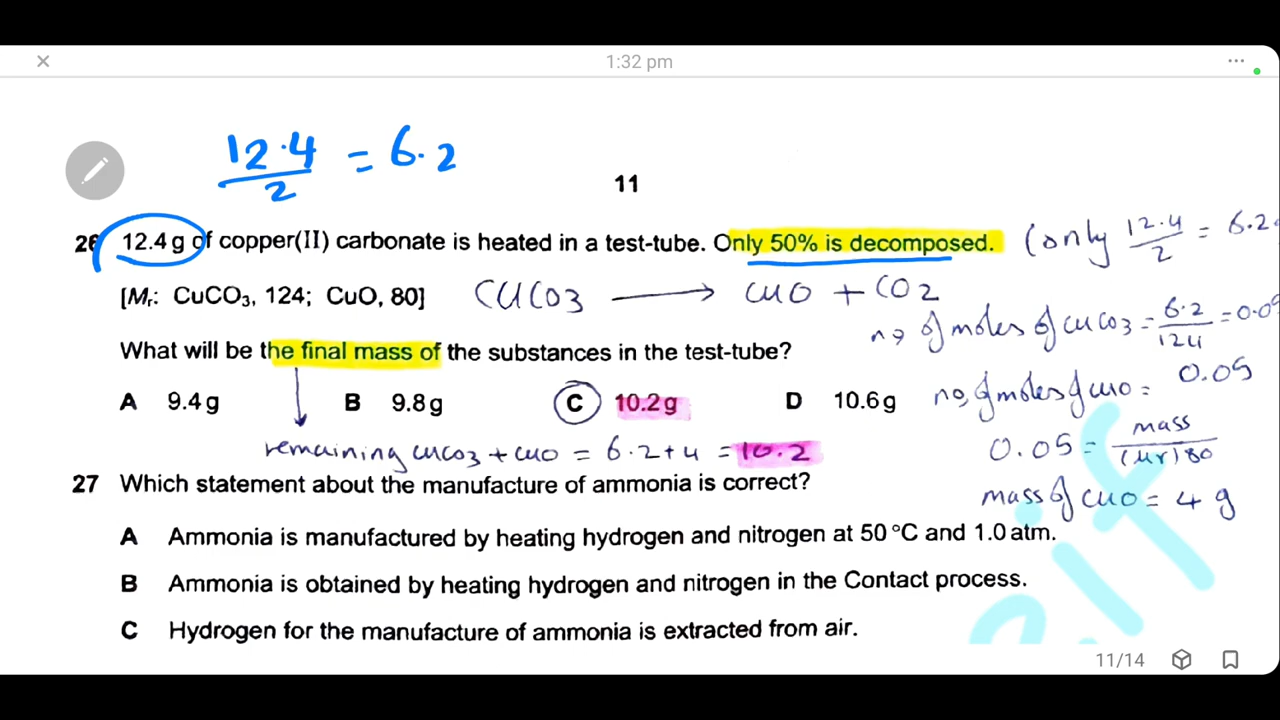 1:32 pm
12.4 / 2 = 6.2
11
26 12.4 g of copper(II) carbonate is heated in a test-tube. Only 50% is decomposed. (only 12.4 / 2 = 6.2
[Mr: CuCO3, 124; CuO, 80] CuCO3 → CuO + CO2
no, of moles of CuCO3 = 6.2 / 124 = 0.05
What will be the final mass of the substances in the test-tube?
no, of moles of CuO = 0.05
A 9.4 g B 9.8 g C 10.2 g D 10.6 g
0.05 = mass / (Mr) 80
remaining CuCO3 + CuO = 6.2 + 4 = 10.2
mass of CuO = 4 g
27 Which statement about the manufacture of ammonia is correct?
A Ammonia is manufactured by heating hydrogen and nitrogen at 50 °C and 1.0 atm.
B Ammonia is obtained by heating hydrogen and nitrogen in the Contact process.
C Hydrogen for the manufacture of ammonia is extracted from air.
11/14